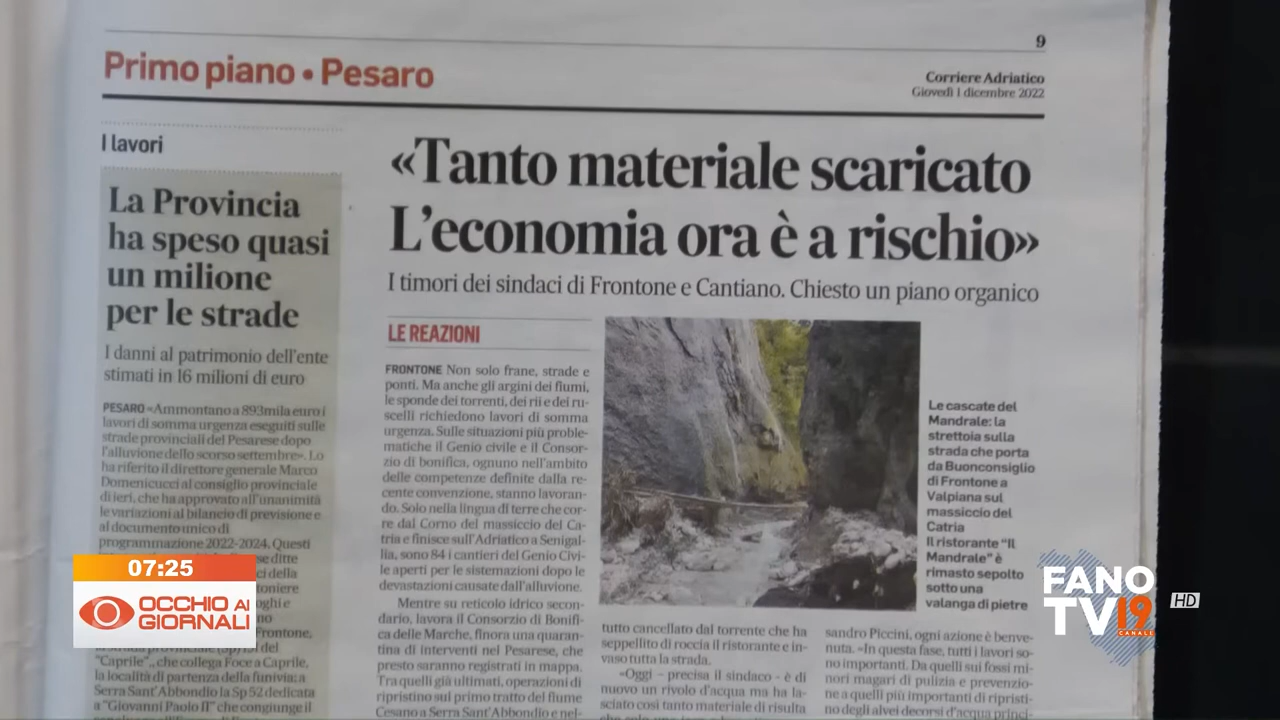 9
Primo piano • Pesaro
Corriere Adriatico
Giovedì 1 dicembre 2022
I lavori
La Provincia
ha speso quasi
un milione
per le strade
I danni al patrimonio dell'ente
stimati in 16 milioni di euro
PESARO «Ammontano a 893mila euro i
lavori di somma urgenza eseguiti sulle
strade provinciali del Pesarese dopo
l'alluvione dello scorso settembre». Lo
ha riferito il direttore generale Marco
Domenicucci al consiglio provinciale
di ieri, che ha approvato all'unanimità
le variazioni al bilancio di previsione e
al documento unico di
programmazione 2022-2024. Questi
se ditte
ci della
Frontone,
del
"Caprile"., che collega Foce a Caprile,
la località di partenza della funivia; a
Serra Sant'Abbondio la Sp 52 dedicata
a "Giovanni Paolo II" che congiunge il
«Tanto materiale scaricato
L'economia ora è a rischio»
I timori dei sindaci di Frontone e Cantiano. Chiesto un piano organico
LE REAZIONI
FRONTONE Non solo frane, strade e
ponti. Ma anche gli argini dei fiumi,
le sponde dei torrenti, dei rii e dei ru-
scelli richiedono lavori di somma
urgenza. Sulle situazioni più proble-
matiche il Genio civile e il Consor-
zio di bonifica, ognuno nell'ambito
delle competenze definite dalla re-
cente convenzione, stanno lavoran-
do. Solo nella lingua di terre che cor-
re dal Corno del massiccio del Ca-
tria e finisce sull'Adriatico a Senigal-
lia, sono 84 i cantieri del Genio Civi-
le aperti per le sistemazioni dopo le
devastazioni causate dall'alluvione.
Mentre su reticolo idrico secon-
dario, lavora il Consorzio di Bonifi-
ca delle Marche, finora una quaran-
tina di interventi nel Pesarese, che
presto saranno registrati in mappa.
Tra quelli già ultimati, operazioni di
ripristino sul primo tratto del fiume
Cesano a Serra Sant'Abbondio e nel-
Le cascate del
Mandrale: la
strettoia sulla
strada che porta
da Buonconsiglio
di Frontone a
Valpiana sul
massiccio del
Catria
Il ristorante "Il
Mandrale" è
rimasto sepolto
sotto una
valanga di pietre
tutto cancellato dal torrente che ha
seppellito di roccia il ristorante e in-
vaso tutta la strada.
«Oggi - precisa il sindaco - è di
nuovo un rivolo d'acqua ma ha la-
sciato così tanto materiale di risulta
sandro Piccini, ogni azione è benve-
nuta. «In questa fase, tutti i lavori so-
no importanti. Da quelli sui fossi mi-
nori magari di pulizia e prevenzio-
ne a quelli più importanti di ripristi-
no degli alvei decorsi d'acqua princi-
07:25
OCCHIO AI
GIORNALI
FANO
TV 19
CANALE
HD